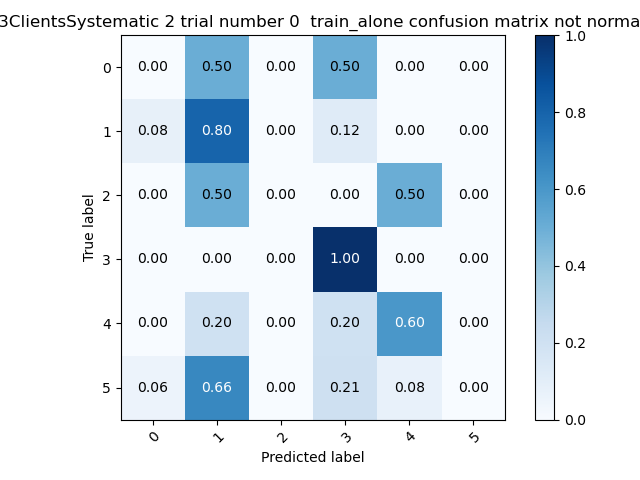 3ClientsSystematic 2 trial number 0  train_alone confusion matrix not norma
0 0.00 0.50 0.00 0.50 0.00 0.00
1 0.08 0.80 0.00 0.12 0.00 0.00
2 0.00 0.50 0.00 0.00 0.50 0.00
3 0.00 0.00 0.00 1.00 0.00 0.00
4 0.00 0.20 0.00 0.20 0.60 0.00
5 0.06 0.66 0.00 0.21 0.08 0.00
0 1 2 3 4 5
True label
Predicted label
1.0
0.8
0.6
0.4
0.2
0.0